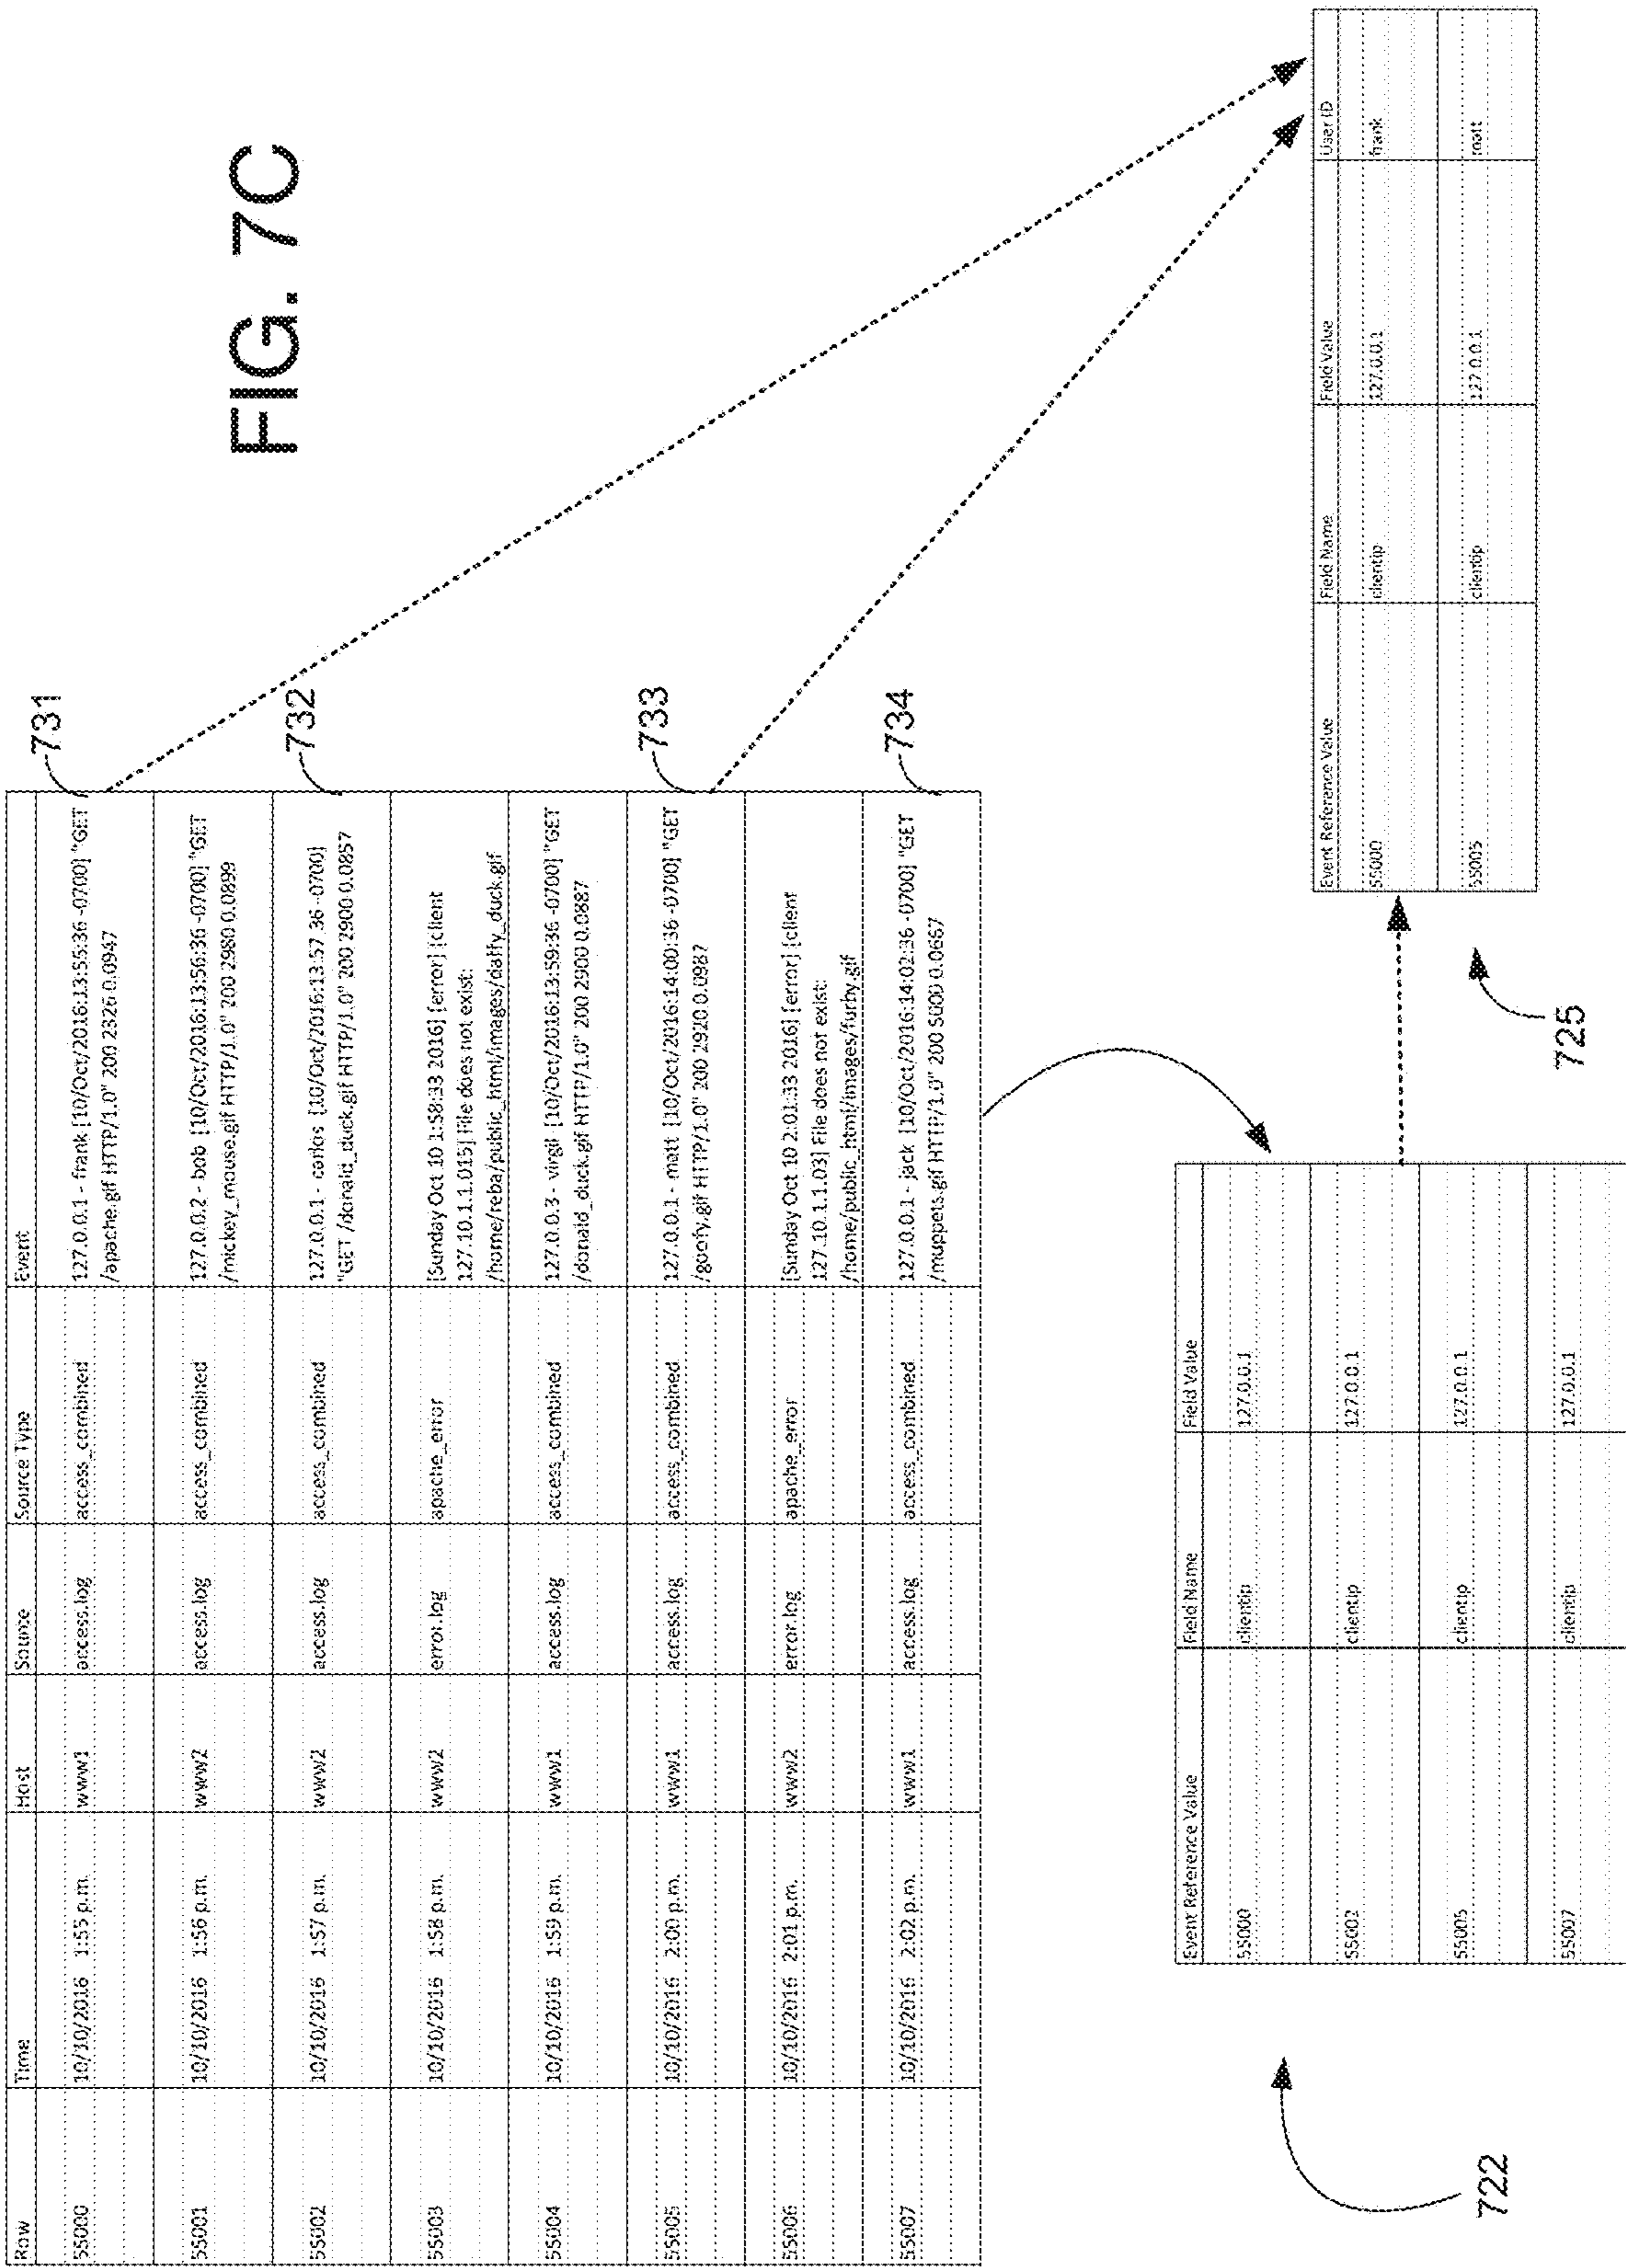 FIG. 7C
Row Time Host Source Source Type Event
55000 10/10/2016 1:55 p.m. www1 access.log access_combined 127.0.0.1 - frank [10/Oct/2016:13:55:36 -0700] "GET
/apache.gif HTTP/1.0" 200 2326 0.0947
731
55001 10/10/2016 1:56 p.m. www2 access.log access_combined 127.0.0.2 - bob [10/Oct/2016:13:56:36 -0700] "GET
/mickey_mouse.gif HTTP/1.0" 200 2980 0.0899
55002 10/10/2016 1:57 p.m. www2 access.log access_combined 127.0.0.1 - carlos [10/Oct/2016:13:57:36 -0700]
"GET /donald_duck.gif HTTP/1.0" 200 2900 0.0857
732
55003 10/10/2016 1:58 p.m. www2 error.log apache_error [Sunday Oct 10 1:58:33 2016] [error] [client
127.10.1.1.015] File does not exist:
/home/reba/public_html/images/daffy_duck.gif
55004 10/10/2016 1:59 p.m. www1 access.log access_combined 127.0.0.3 - virgil [10/Oct/2016:13:59:36 -0700] "GET
/donald_duck.gif HTTP/1.0" 200 2900 0.0887
55005 10/10/2016 2:00 p.m. www1 access.log access_combined 127.0.0.1 - matt [10/Oct/2016:14:00:36 -0700] "GET
/goofy.gif HTTP/1.0" 200 2920 0.0987
733
55006 10/10/2016 2:01 p.m. www2 error.log apache_error [Sunday Oct 10 2:01:33 2016] [error] [client
127.10.1.1.03] File does not exist:
/home/public_html/images/furby.gif
55007 10/10/2016 2:02 p.m. www1 access.log access_combined 127.0.0.1 - jack [10/Oct/2016:14:02:36 -0700] "GET
/muppets.gif HTTP/1.0" 200 5000 0.0667
734
722
Event Reference Value Field Name Field Value
55000 clientip 127.0.0.1
55002 clientip 127.0.0.1
55005 clientip 127.0.0.1
55007 clientip 127.0.0.1
725
Event Reference Value Field Name Field Value User ID
55000 clientip 127.0.0.1 frank
55005 clientip 127.0.0.1 matt